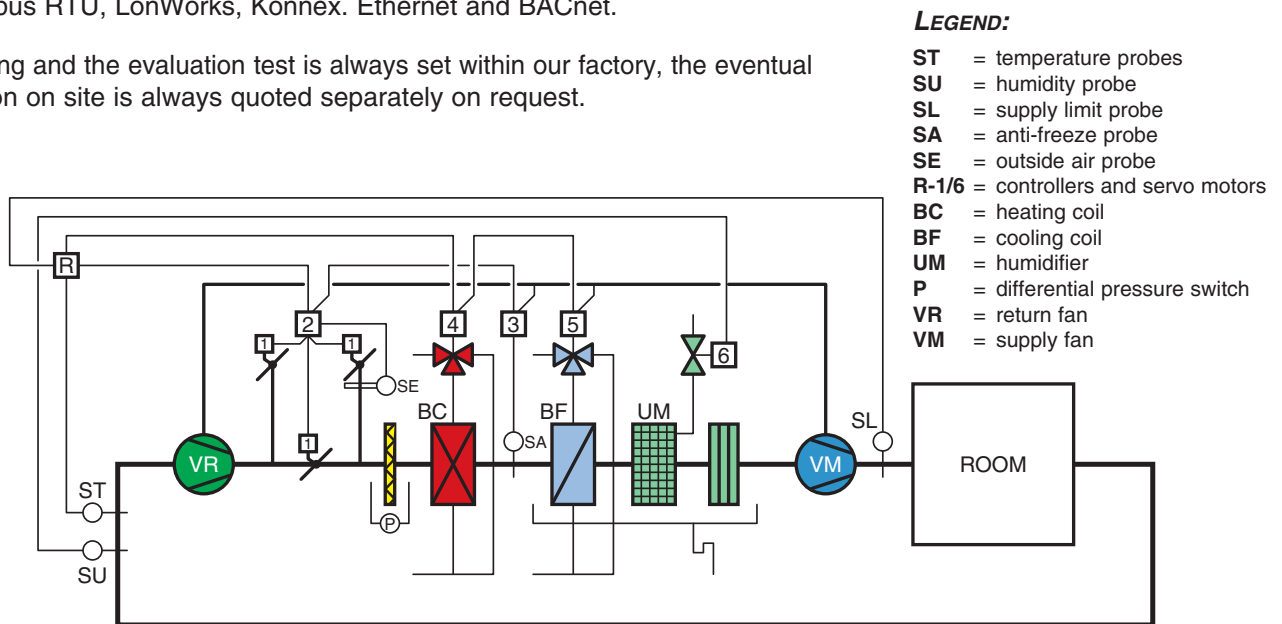 RTU, LonWorks, Konnex. Ethernet and BACnet.
and the evaluation test is always set within our factory, the eventual
on site is always quoted separately on request.
LEGEND:
ST = temperature probes
SU = humidity probe
SL = supply limit probe
SA = anti-freeze probe
SE = outside air probe
R-1/6 = controllers and servo motors
BC = heating coil
BF = cooling coil
UM = humidifier
P = differential pressure switch
VR = return fan
VM = supply fan
R
2
4
3
5
1
1
6
SE
BC
BF
UM
SL
1
SA
VR
VM
ROOM
ST
P
SU